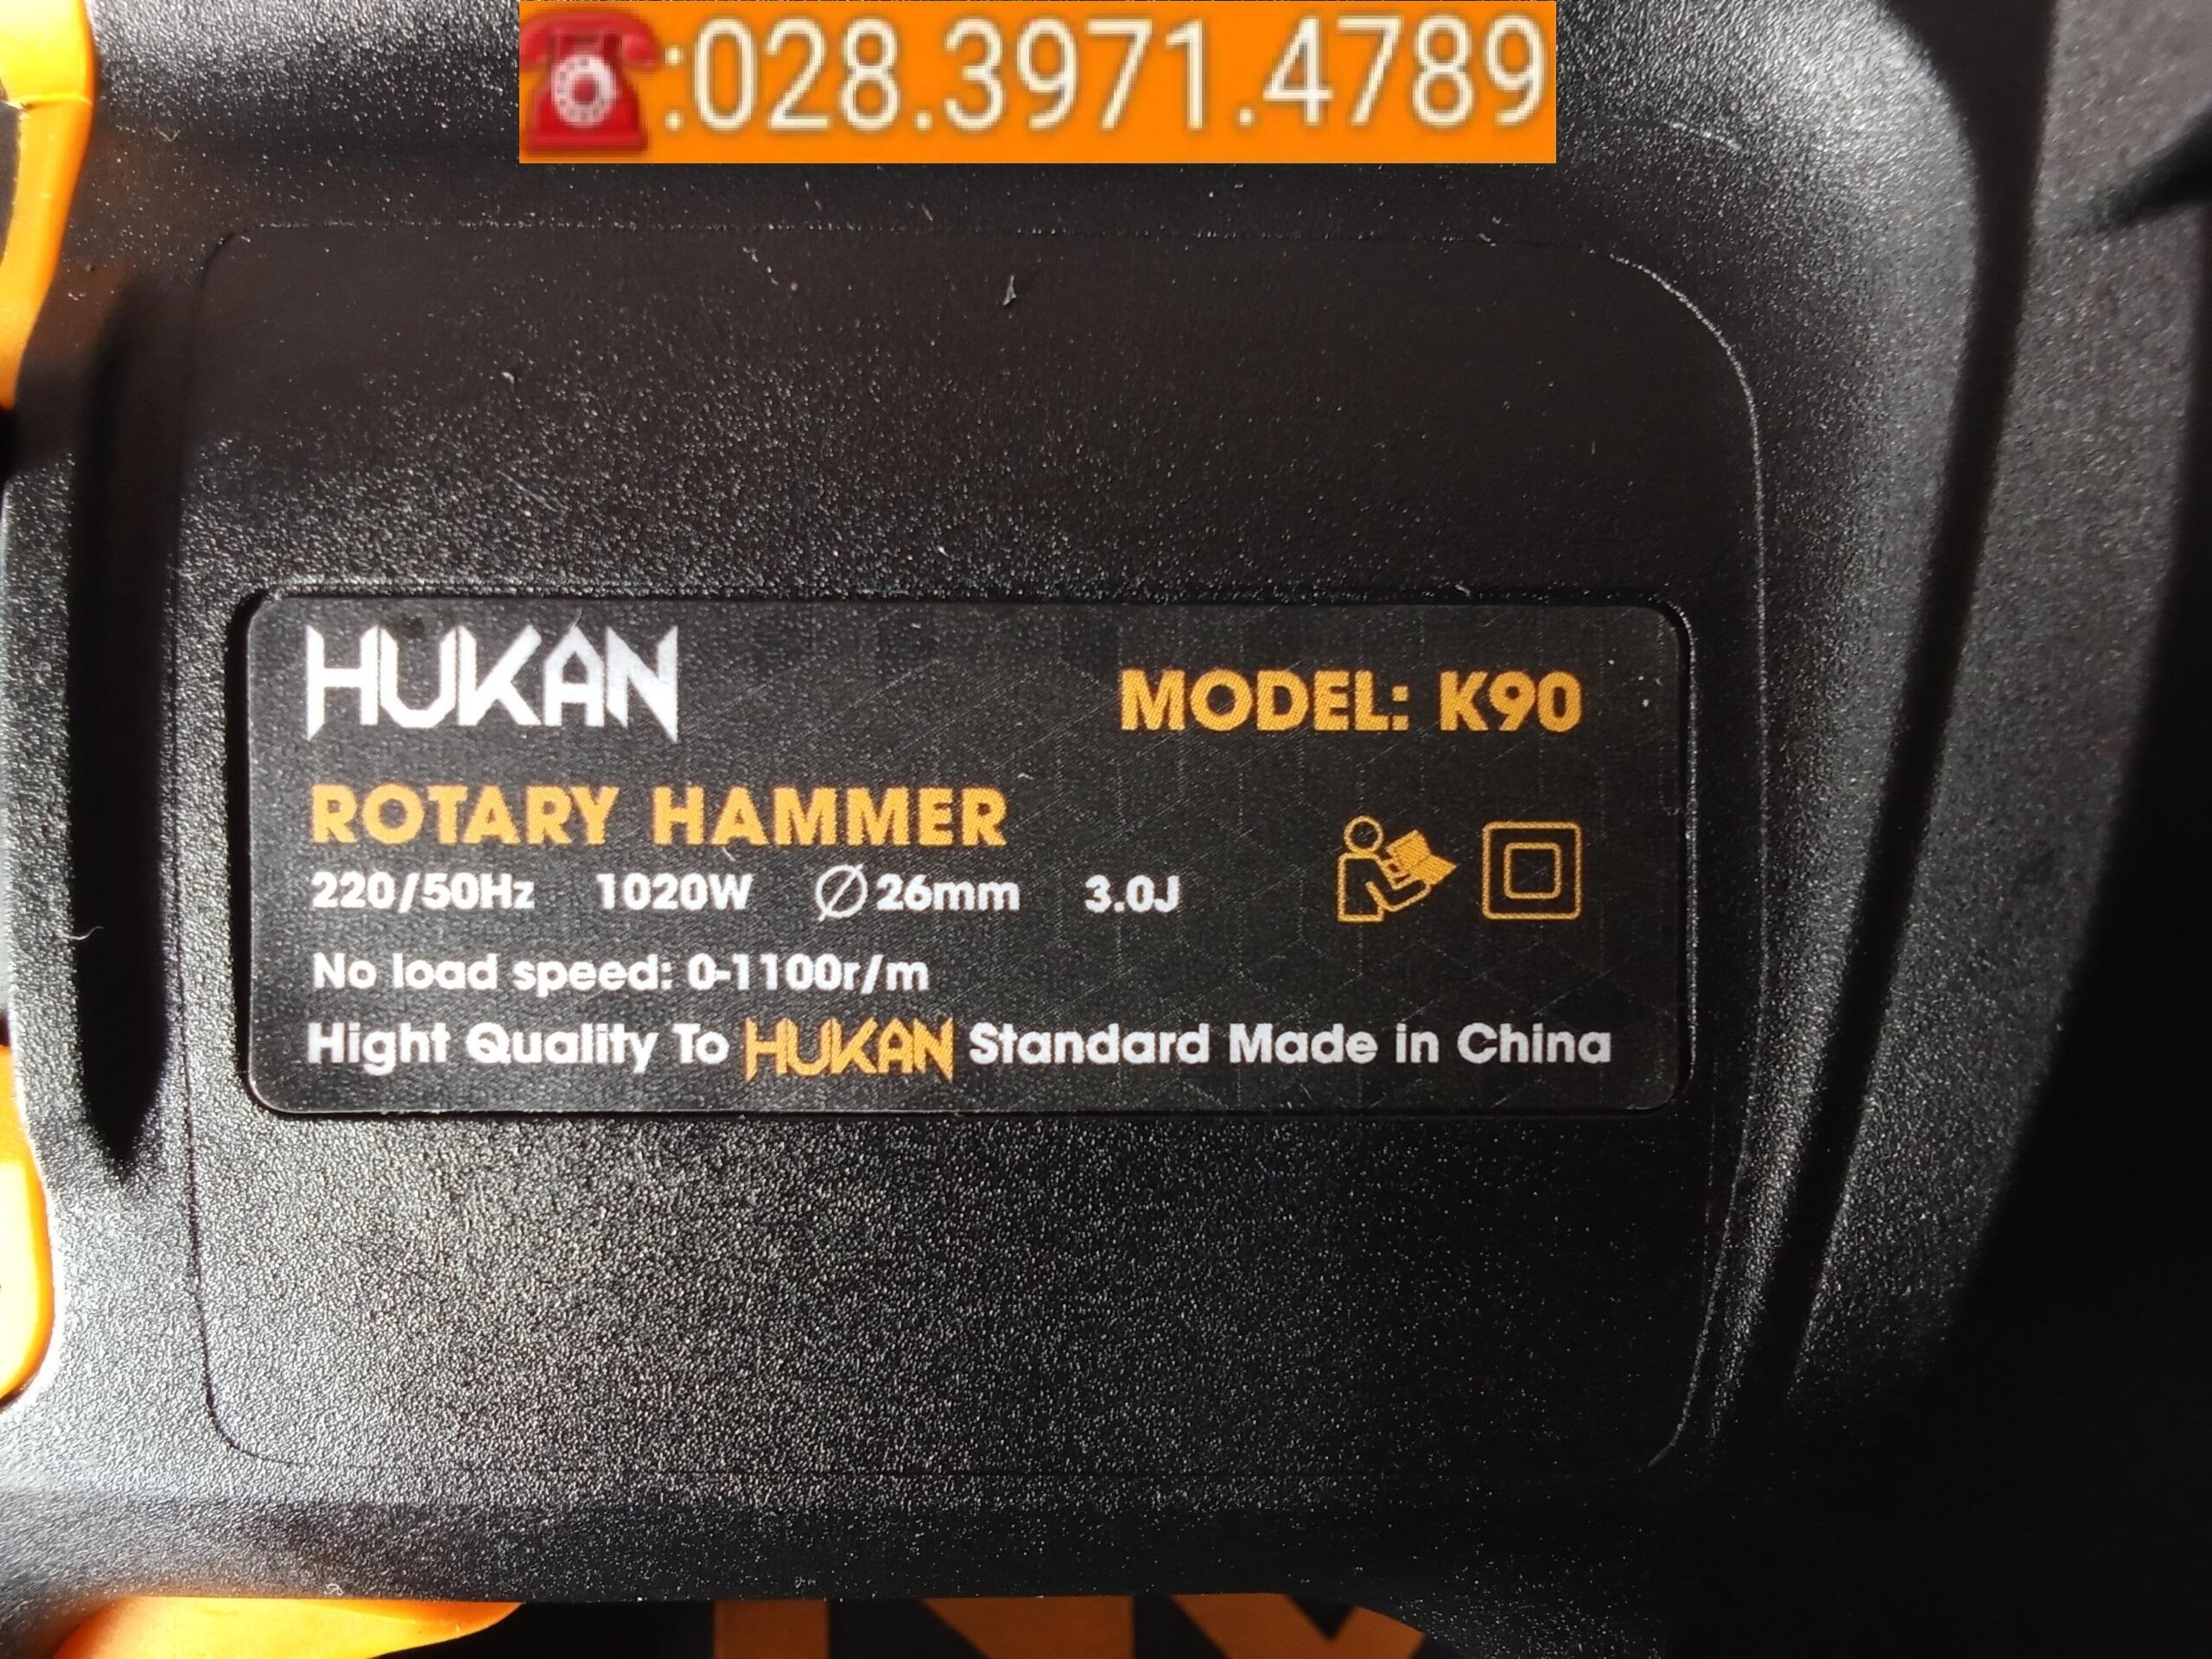 ☎:028.3971.4789
HUKAN
MODEL: K90
ROTARY HAMMER
220/50Hz 1020W Ø26mm 3.0J
No load speed: 0-1100r/m
Hight Quality To HUKAN Standard Made in China